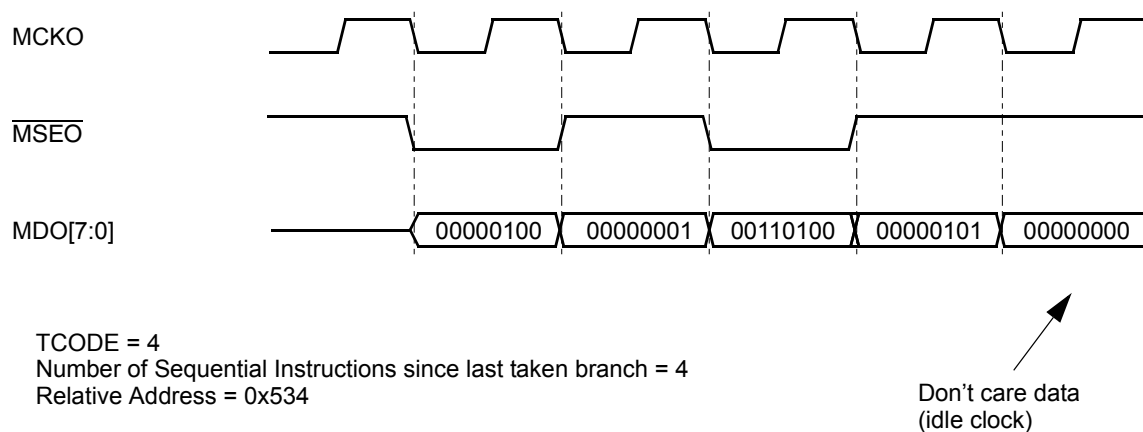 MCKO
MSEO
MDO[7:0]
00000100 00000001 00110100 00000101 00000000
TCODE = 4
Number of Sequential Instructions since last taken branch = 4
Relative Address = 0x534
Don't care data
(idle clock)